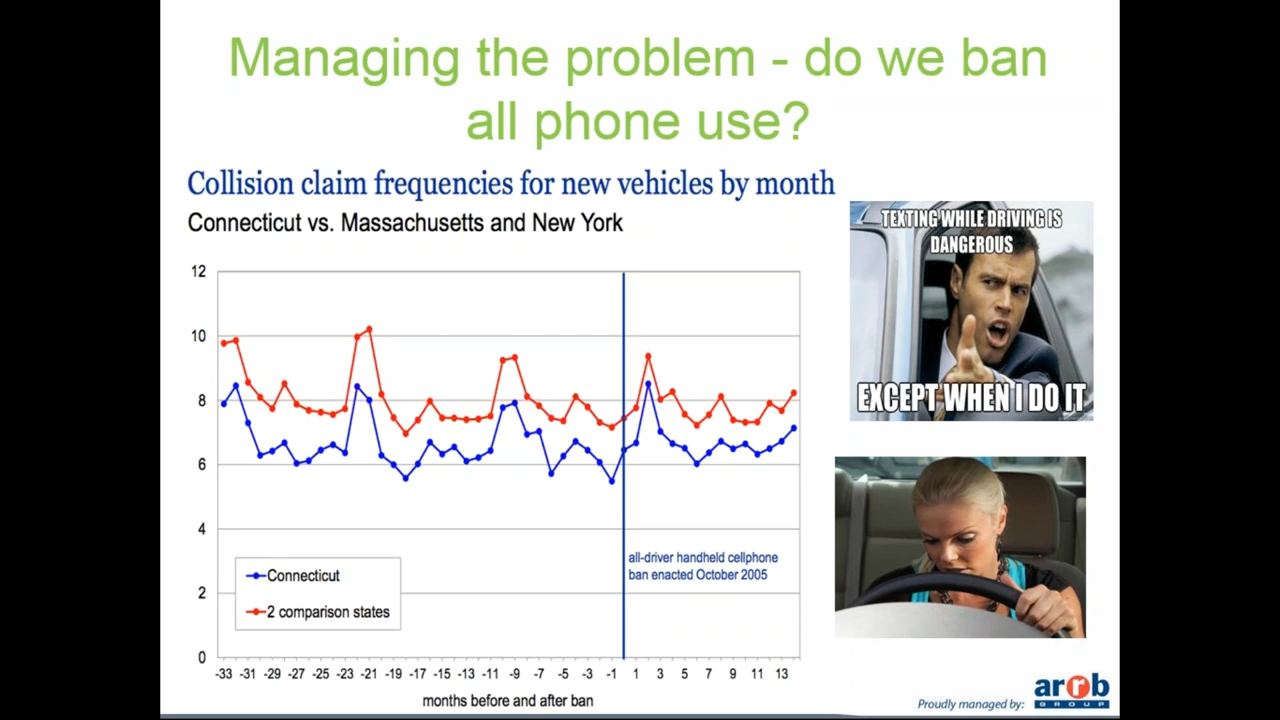 Managing the problem - do we ban
all phone use?
Collision claim frequencies for new vehicles by month
Connecticut vs. Massachusetts and New York
TEXTING WHILE DRIVING IS
DANGEROUS
EXCEPT WHEN I DO IT
12
10
8
6
4
2
0
all-driver handheld cellphone
ban enacted October 2005
Connecticut
2 comparison states
-33 -31 -29 -27 -25 -23 -21 -19 -17 -15 -13 -11 -9 -7 -5 -3 -1 1 3 5 7 9 11 13
months before and after ban
Proudly managed by:
arrb
GROUP